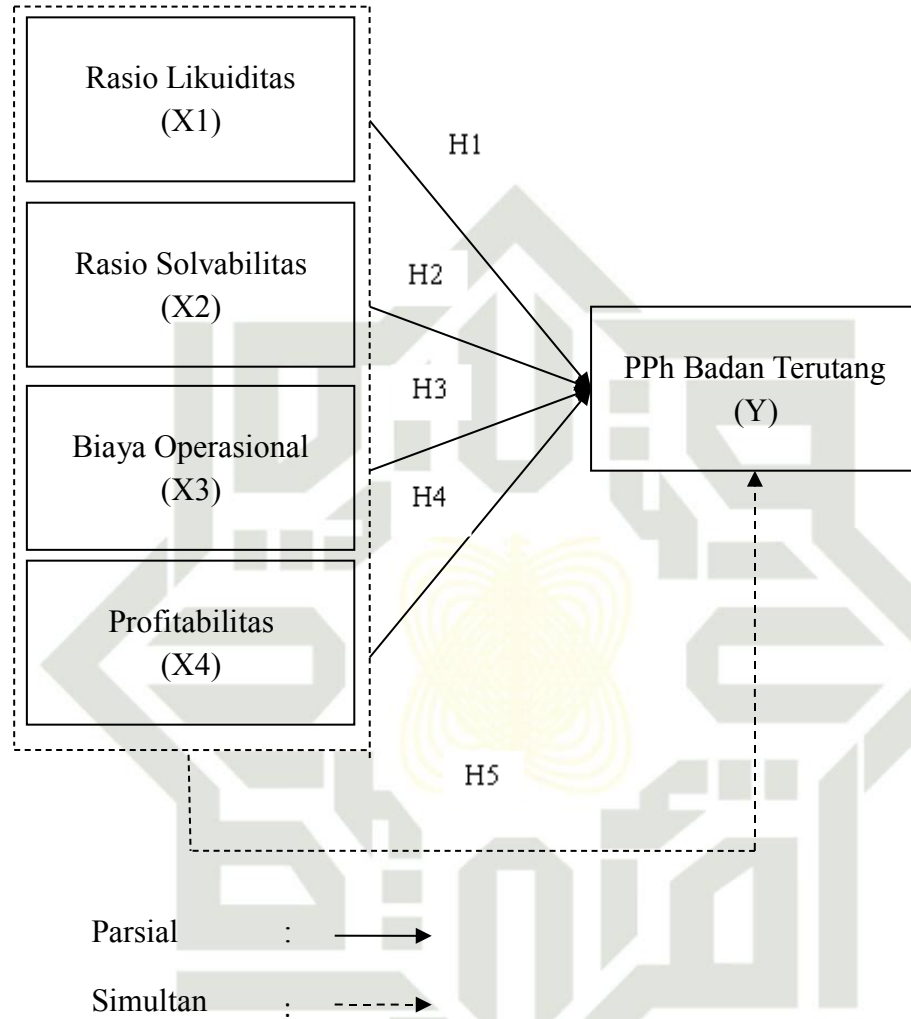 Rasio Likuiditas
(X1)
H1
Rasio Solvabilitas
(X2)
H2
PPh Badan Terutang
(Y)
H3
Biaya Operasional
(X3)
H4
Profitabilitas
(X4)
H5
Parsial :
Simultan :